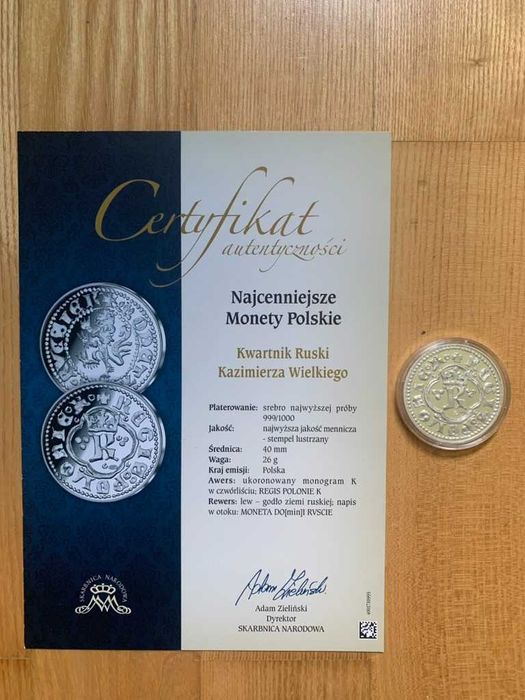 Certyfikat
autentyczności
Najcenniejsze
Monety Polskie
Kwartnik Ruski
Kazimierza Wielkiego
Platerowanie: srebro najwyższej próby
999/1000
Jakość: najwyższa jakość mennicza
- stempel lustrzany
Średnica: 40 mm
Waga: 26 g
Kraj emisji: Polska
Awers: ukoronowany monogram K
w czwórliściu; REGIS POLONIE K
Rewers: lew – godło ziemi ruskiej; napis
w otoku: MONETA DO[min]I RVSCIE
Adam Zieliński
Adam Zieliński
Dyrektor
SKARBNICA NARODOWA
SKARBNICA NARODOWA